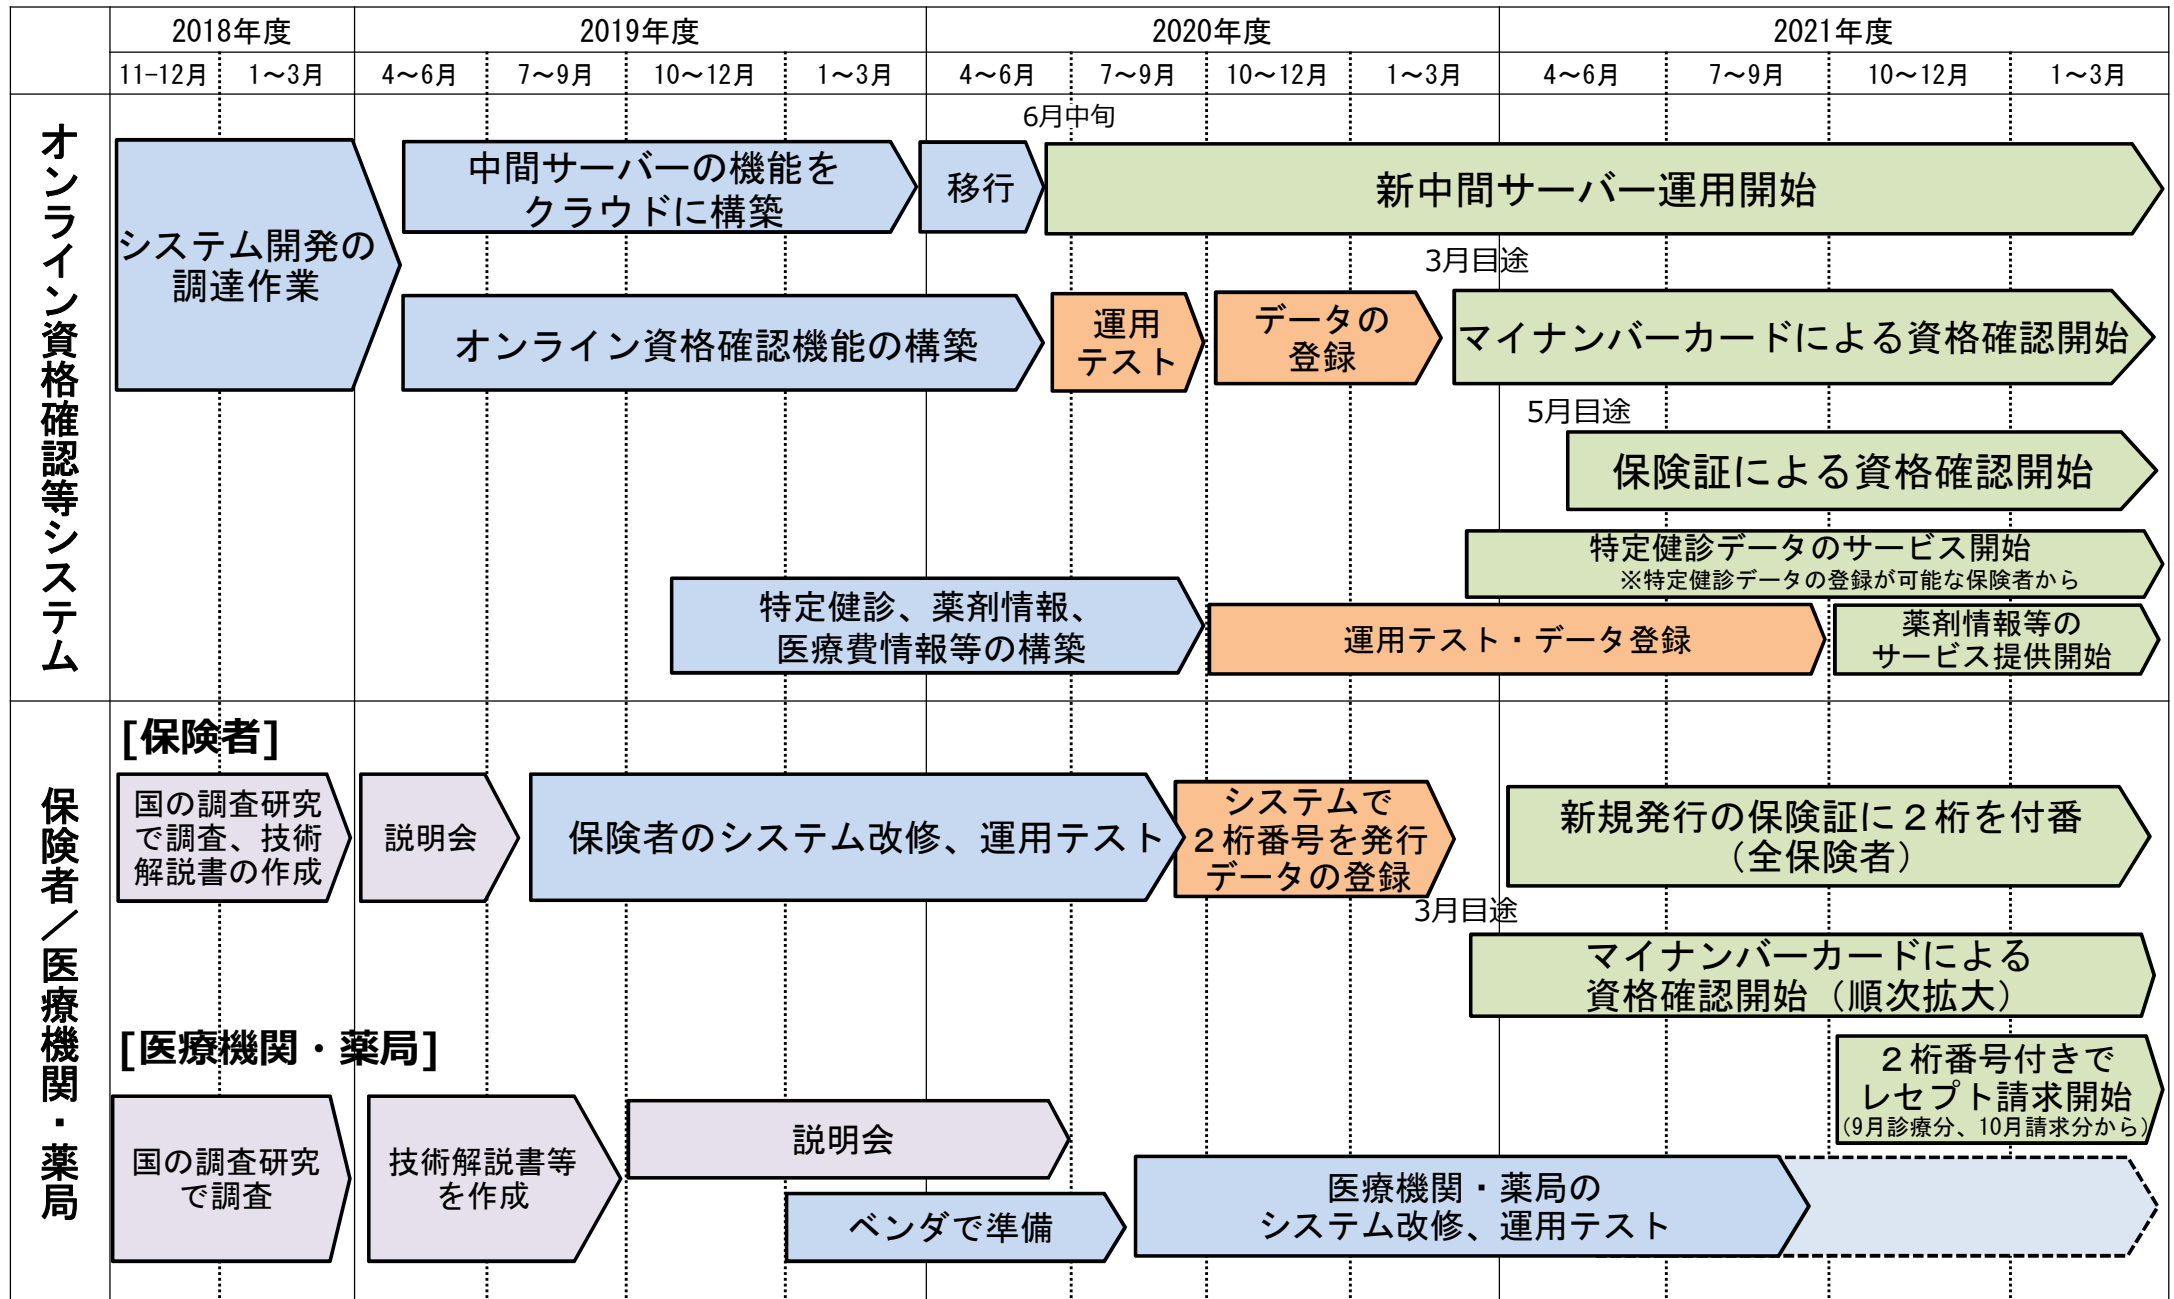 2018年度
2019年度
2020年度
2021年度
11-12月
1～3月
4～6月
7～9月
10～12月
1～3月
4～6月
7～9月
10～12月
1～3月
4～6月
7～9月
10～12月
1～3月
オンライン資格確認等システム
6月中旬
システム開発の
調達作業
中間サーバーの機能を
クラウドに構築
移行
新中間サーバー運用開始
3月目途
オンライン資格確認機能の構築
運用
テスト
データの
登録
マイナンバーカードによる資格確認開始
5月目途
保険証による資格確認開始
特定健診データのサービス開始
※特定健診データの登録が可能な保険者から
特定健診、薬剤情報、
医療費情報等の構築
運用テスト・データ登録
薬剤情報等の
サービス提供開始
保険者／医療機関・薬局
[保険者]
国の調査研究
で調査、技術
解説書の作成
説明会
保険者のシステム改修、運用テスト
システムで
２桁番号を発行
データの登録
新規発行の保険証に２桁を付番
（全保険者）
3月目途
マイナンバーカードによる
資格確認開始（順次拡大）
[医療機関・薬局]
２桁番号付きで
レセプト請求開始
(9月診療分、10月請求分から)
国の調査研究
で調査
技術解説書等
を作成
説明会
ベンダで準備
医療機関・薬局の
システム改修、運用テスト